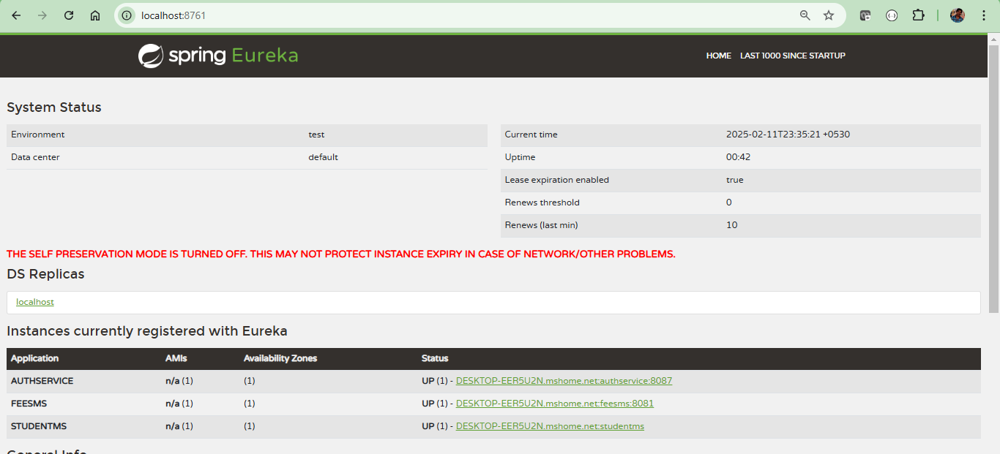 localhost:8761
spring Eureka
HOME LAST 1000 SINCE STARTUP
System Status
Environment test
Data center default
Current time 2025-02-11T23:35:21 +0530
Uptime 00:42
Lease expiration enabled true
Renews threshold 0
Renews (last min) 10
THE SELF PRESERVATION MODE IS TURNED OFF. THIS MAY NOT PROTECT INSTANCE EXPIRY IN CASE OF NETWORK/OTHER PROBLEMS.
DS Replicas
localhost
Instances currently registered with Eureka
Application AMIs Availability Zones Status
AUTHSERVICE n/a (1) (1) UP (1) - DESKTOP-EER5U2N.mshome.net:authservice:8087
FEESMS n/a (1) (1) UP (1) - DESKTOP-EER5U2N.mshome.net:feesms:8081
STUDENTMS n/a (1) (1) UP (1) - DESKTOP-EER5U2N.mshome.net:studentms
General Info